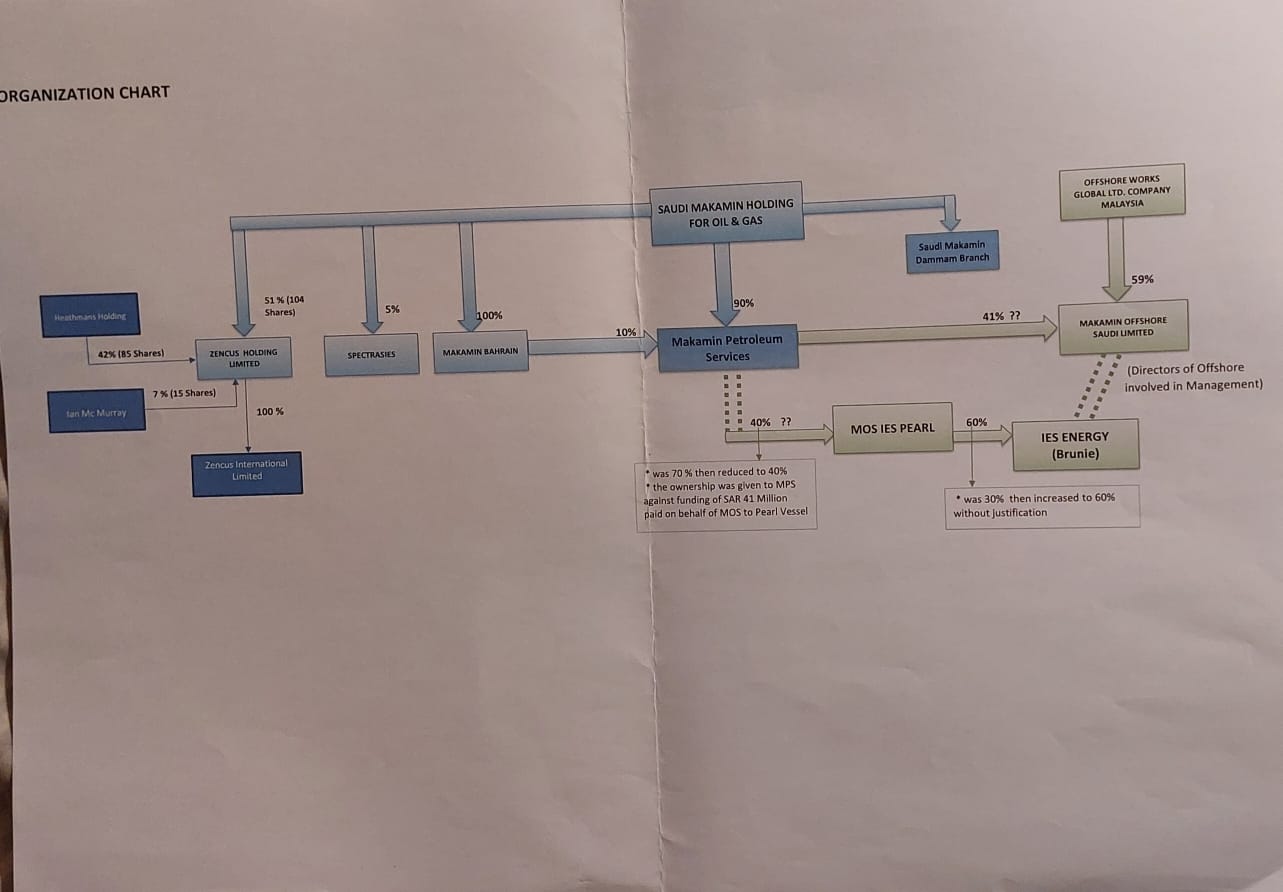 ORGANIZATION CHART
SAUDI MAKAMIN HOLDING
FOR OIL & GAS
OFFSHORE WORKS
GLOBAL LTD. COMPANY
MALAYSIA
Saudi Makamin
Dammam Branch
59%
51 % (104
Shares)
5%
100%
90%
Heathmans Holding
42% (85 Shares)
ZENCUS HOLDING
LIMITED
SPECTRASIES
MAKAMIN BAHRAIN
10%
Makamin Petroleum
Services
41% ??
MAKAMIN OFFSHORE
SAUDI LIMITED
(Directors of Offshore
involved in Management)
Ian Mc Murray
7 % (15 Shares)
100 %
Zencus International
Limited
40% ??
MOS IES PEARL
60%
IES ENERGY
(Brunie)
* was 70 % then reduced to 40%
* the ownership was given to MPS
against funding of SAR 41 Million
paid on behalf of MOS to Pearl Vessel
* was 30% then increased to 60%
without justification